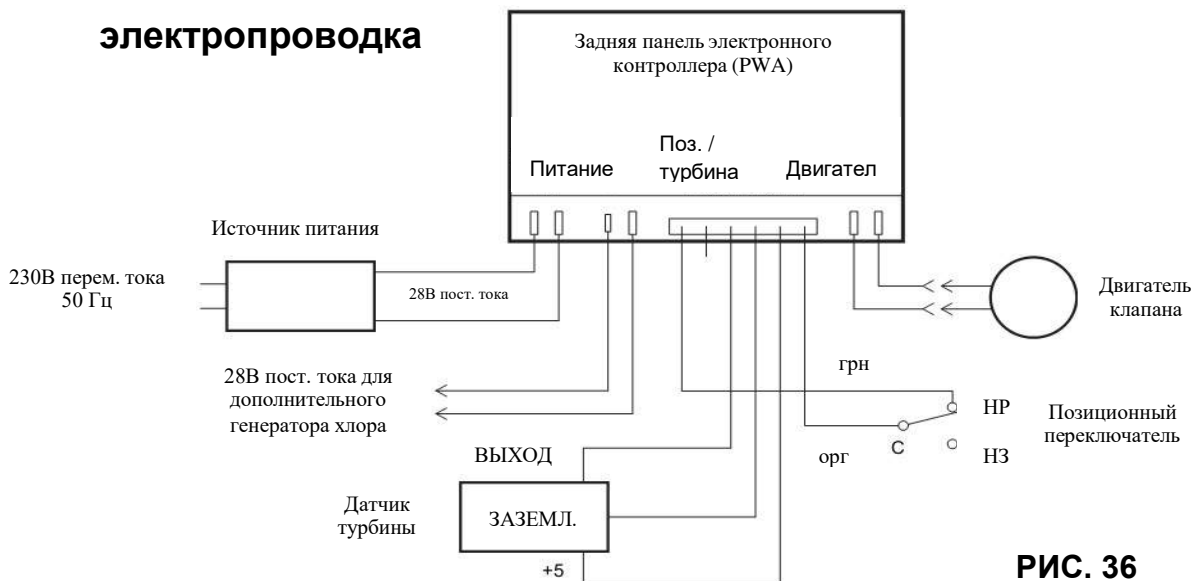 электропроводка
Задняя панель электронного
контроллера (PWA)
Питание
Поз. /
турбина
Двигател
Источник питания
230В перем. тока
50 Гц
28В пост. тока
Двигатель
клапана
28В пост. тока для
дополнительного
генератора хлора
грн
НР
С
НЗ
орг
Позиционный
переключатель
ВЫХОД
Датчик
турбины
ЗАЗЕМЛ.
+5
РИС. 36